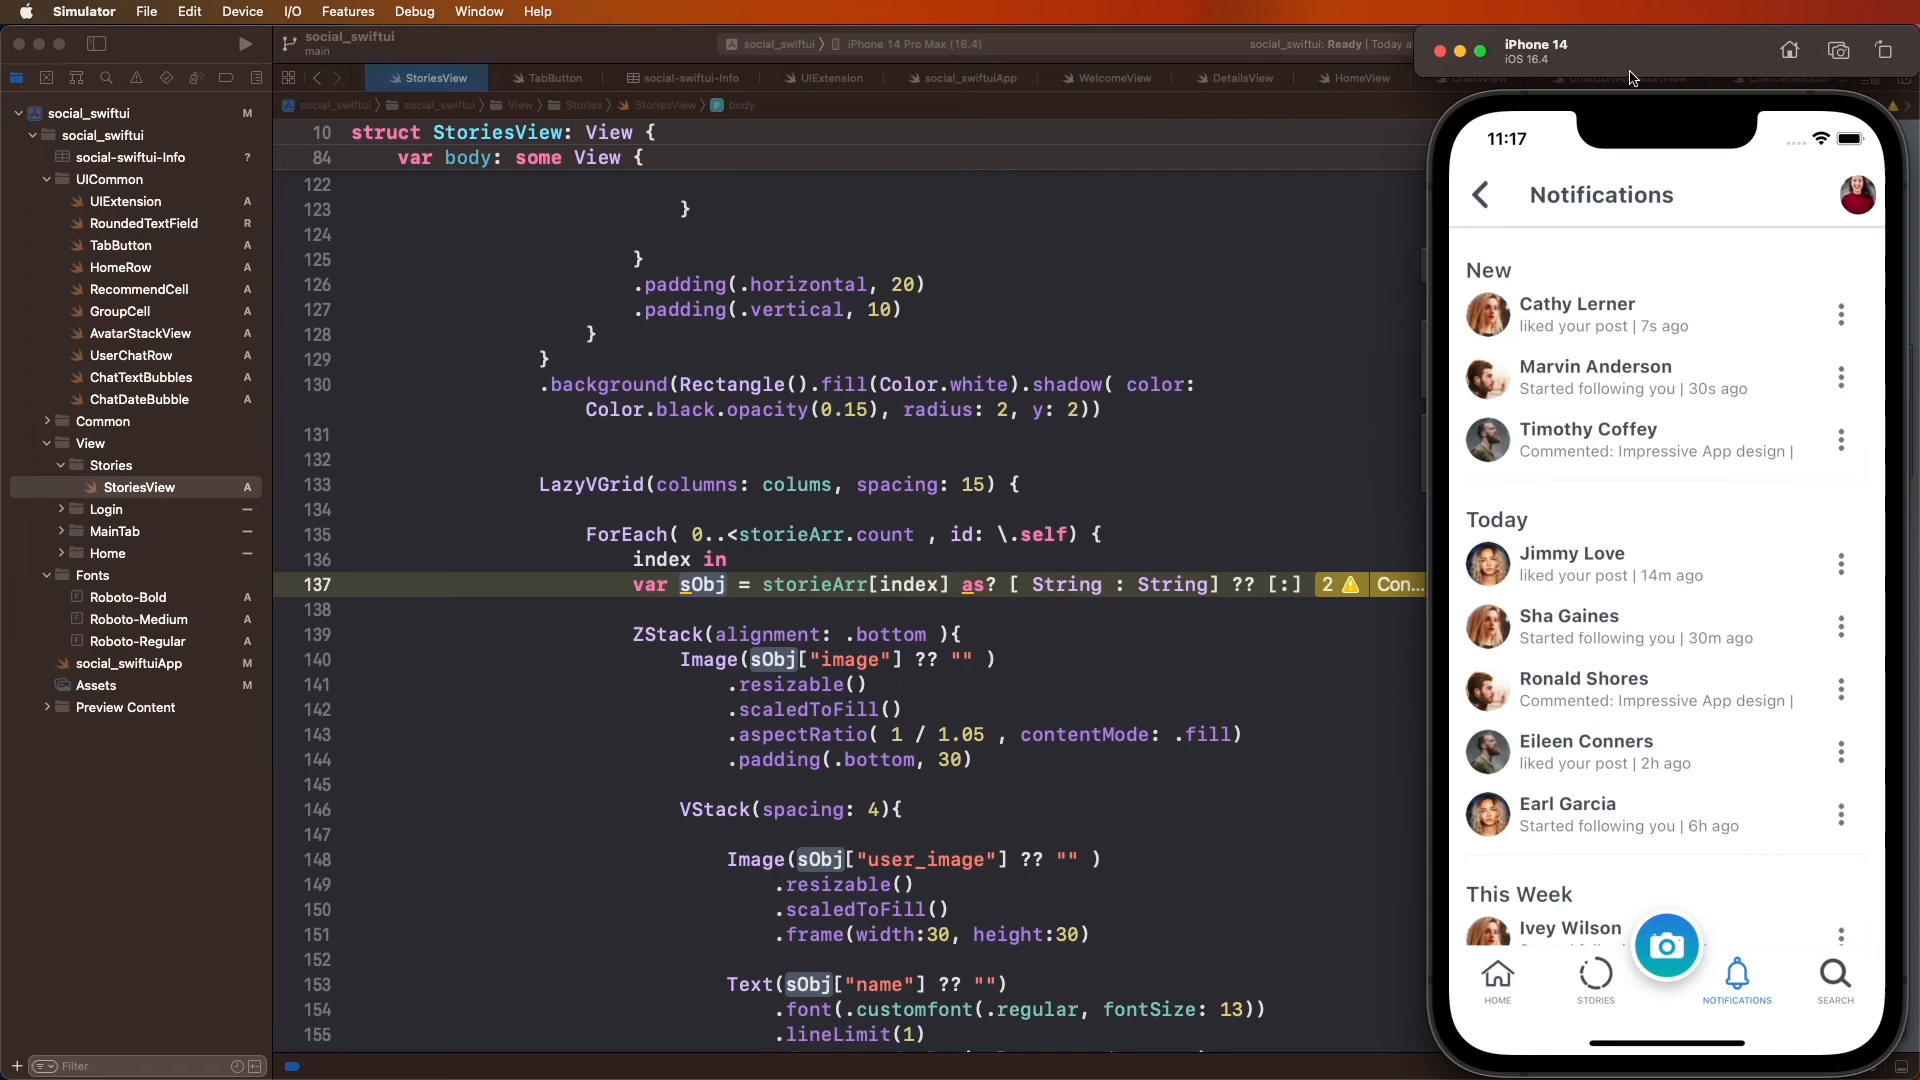 Simulator File Edit Device I/O Features Debug Window Help
social_swiftui
main
social_swiftui iPhone 14 Pro Max (16.4)
social_swiftui: Ready | Today a
StoriesView TabButton social-swiftui-Info UIExtension social_swiftuiApp WelcomeView DetailsView HomeView
social_swiftui social_swiftui View Stories StoriesView body
social_swiftui M
social_swiftui
social-swiftui-Info ?
UICommon
UIExtension A
RoundedTextField R
TabButton A
HomeRow A
RecommendCell A
GroupCell A
AvatarStackView A
UserChatRow A
ChatTextBubbles A
ChatDateBubble A
Common
View
Stories
StoriesView A
Login
MainTab
Home
Fonts
Roboto-Bold A
Roboto-Medium A
Roboto-Regular A
social_swiftuiApp M
Assets M
Preview Content
Filter
10 struct StoriesView: View {
84 var body: some View {
122
123 }
124
125 }
126 .padding(.horizontal, 20)
127 .padding(.vertical, 10)
128 }
129 }
130 .background(Rectangle().fill(Color.white).shadow( color:
Color.black.opacity(0.15), radius: 2, y: 2))
131
132
133 LazyVGrid(columns: colums, spacing: 15) {
134
135 ForEach( 0..<storieArr.count , id: \.self) {
136 index in
137 var sObj = storieArr[index] as? [ String : String] ?? [:] 2 Con...
138
139 ZStack(alignment: .bottom ){
140 Image(sObj["image"] ?? "" )
141 .resizable()
142 .scaledToFill()
143 .aspectRatio( 1 / 1.05 , contentMode: .fill)
144 .padding(.bottom, 30)
145
146 VStack(spacing: 4){
147
148 Image(sObj["user_image"] ?? "" )
149 .resizable()
150 .scaledToFill()
151 .frame(width:30, height:30)
152
153 Text(sObj["name"] ?? "")
154 .font(.customfont(.regular, fontSize: 13))
155 .lineLimit(1)
iPhone 14
iOS 16.4
11:17
Notifications
New
Cathy Lerner
liked your post | 7s ago
Marvin Anderson
Started following you | 30s ago
Timothy Coffey
Commented: Impressive App design |
Today
Jimmy Love
liked your post | 14m ago
Sha Gaines
Started following you | 30m ago
Ronald Shores
Commented: Impressive App design |
Eileen Conners
liked your post | 2h ago
Earl Garcia
Started following you | 6h ago
This Week
Ivey Wilson
HOME STORIES NOTIFICATIONS SEARCH